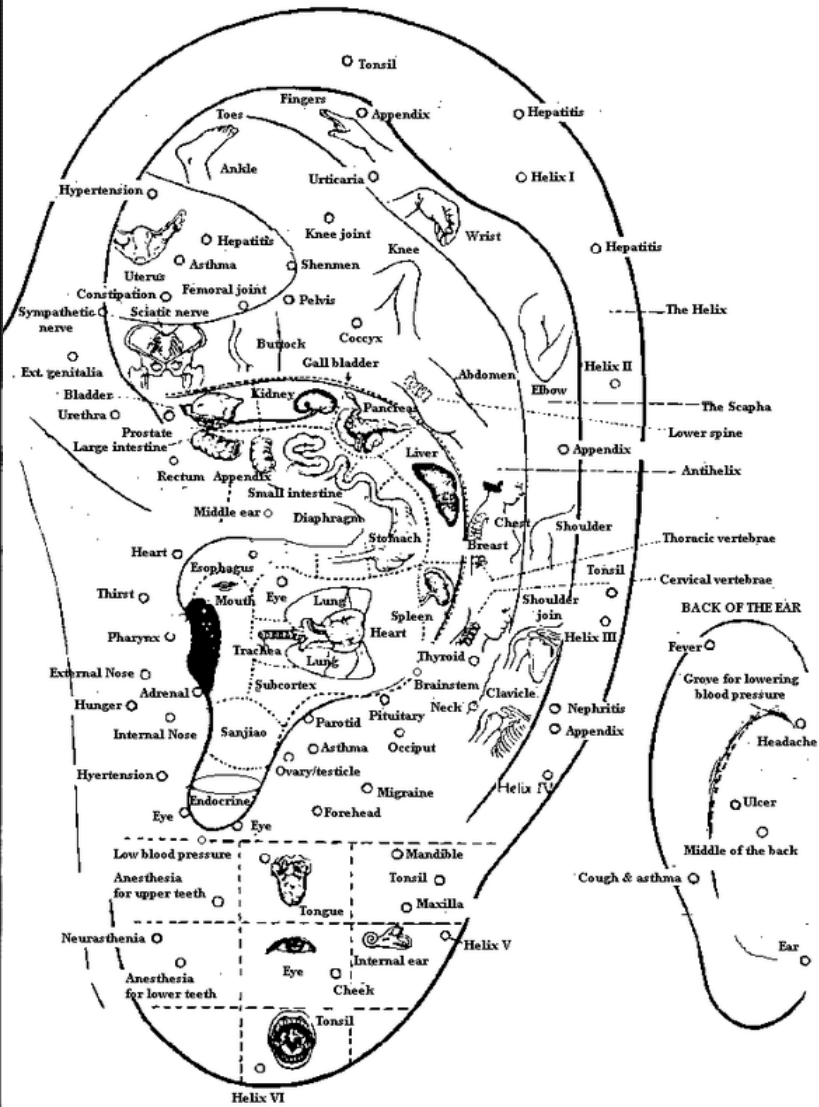 Tonsil
Fingers
Toes
Appendix
Hepatitis
Ankle
Urticaria
Helix I
Hypertension
Knee joint
Wrist
Hepatitis
Knee
Hepatitis
Asthma
Shenmen
Uterus
Constipation
Femoral joint
Pelvis
Sympathetic
nerve
Sciatic nerve
The Helix
Coccyx
Buttock
Gall bladder
Ext. genitalia
Helix II
Abdomen
Elbow
Bladder
Kidney
Pancreas
The Scapha
Urethra
Prostate
Lower spine
Large intestine
Appendix
Liver
Rectum
Appendix
Antihelix
Small intestine
Middle ear
Diaphragm
Chest
Shoulder
Stomach
Breast
Thoracic vertebrae
Heart
Esophagus
Tonsil
Cervical vertebrae
Eye
Thirst
Mouth
Lung
Spleen
Shoulder
join
BACK OF THE EAR
Pharynx
Heart
Helix III
Trachea
Fever
Lung
Thyroid
External Nose
Subcortex
Brainstem
Grove for lowering
blood pressure
Adrenal
Clavicle
Hunger
Neck
Nephritis
Pituitary
Internal Nose
Parotid
Sanjiao
Appendix
Headache
Asthma
Occiput
Ovary/testicle
Hyertension
Helix IV
Migraine
Endocrine
Ulcer
Forehead
Eye
Eye
Middle of the back
Low blood pressure
Mandible
Anesthesia
for upper teeth
Tonsil
Cough & asthma
Tongue
Maxilla
Neurasthenia
Helix V
Ear
Internal ear
Eye
Anesthesia
for lower teeth
Cheek
Tonsil
Helix VI